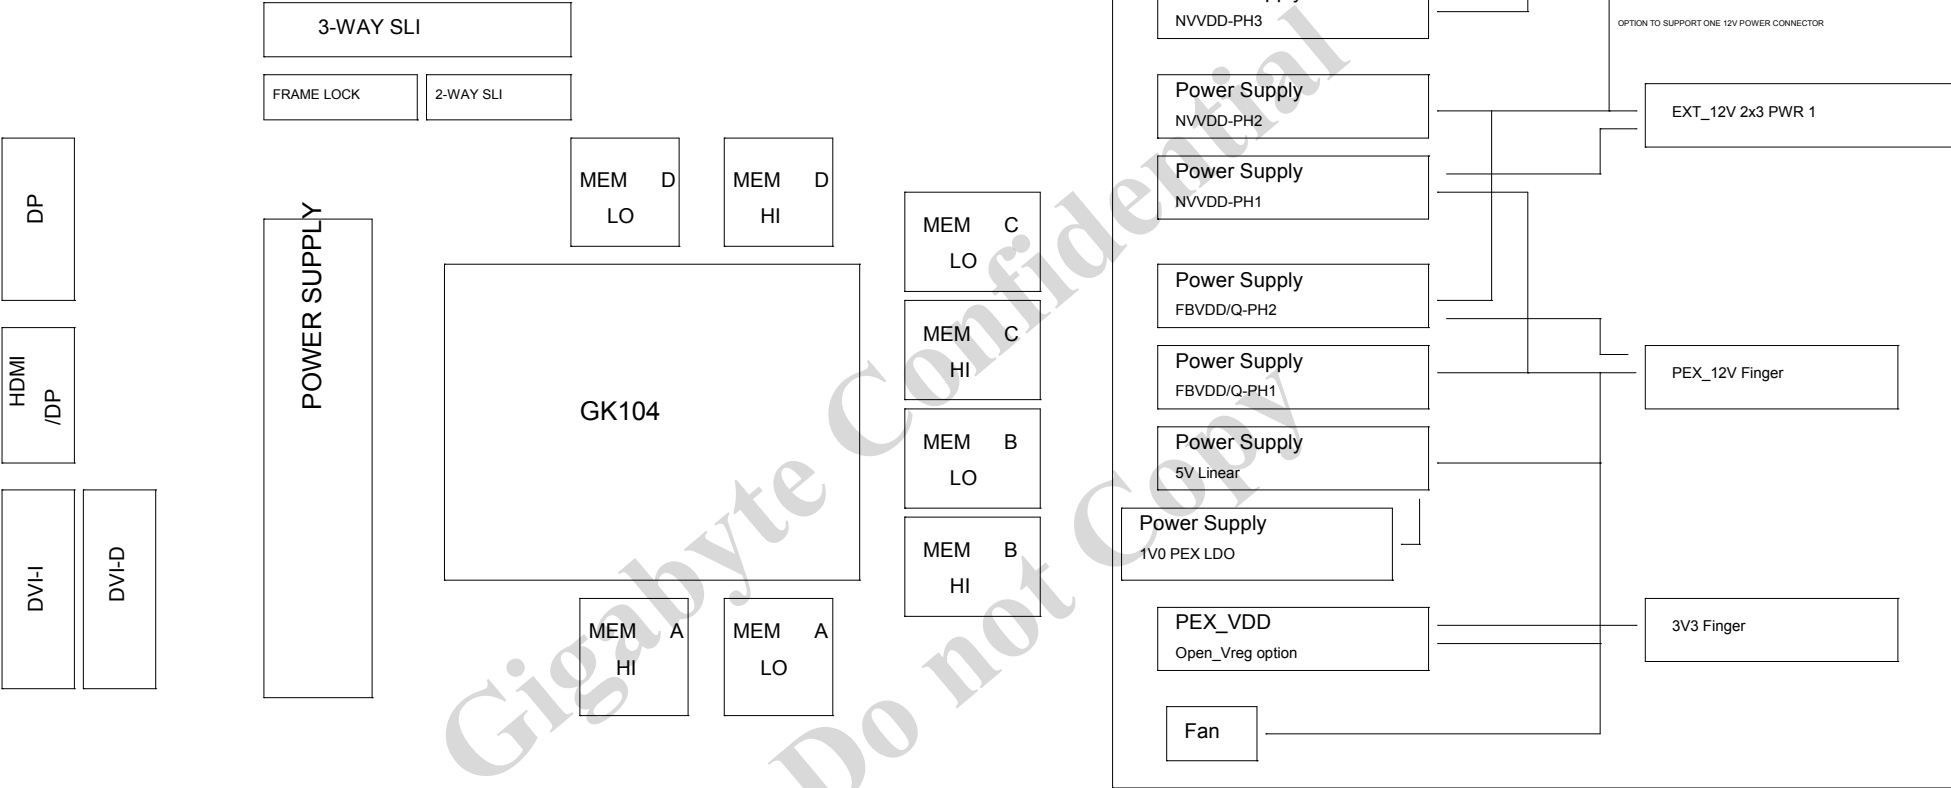 3-WAY SLI
FRAME LOCK
2-WAY SLI
DP
HDMI
/DP
DVI-I
DVI-D
POWER SUPPLY
MEM D
LO
MEM D
HI
MEM C
LO
MEM C
HI
GK104
MEM B
LO
MEM B
HI
MEM A
HI
MEM A
LO
NVVDD-PH3
OPTION TO SUPPORT ONE 12V POWER CONNECTOR
Power Supply
NVVDD-PH2
EXT_12V 2x3 PWR 1
Power Supply
NVVDD-PH1
Power Supply
FBVDD/Q-PH2
Power Supply
FBVDD/Q-PH1
PEX_12V Finger
Power Supply
5V Linear
Power Supply
1V0 PEX LDO
PEX_VDD
Open_Vreg option
3V3 Finger
Fan
Gigabyte Confidential
Do not Copy